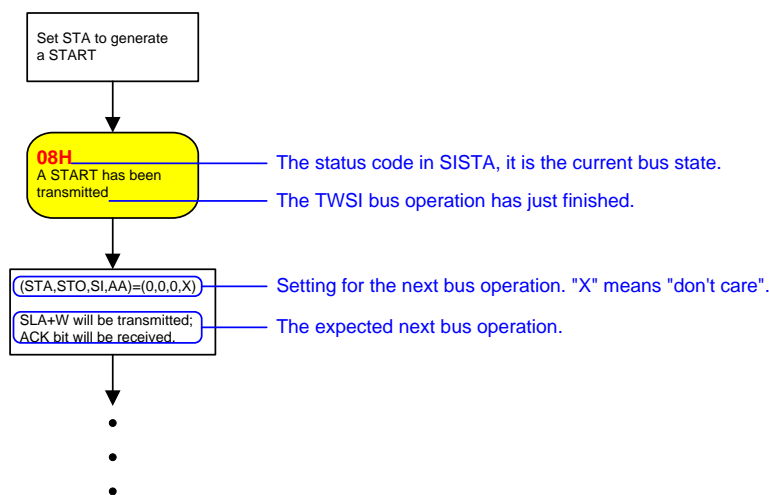 Set STA to generate
a START
08H
A START has been
transmitted
The status code in SISTA, it is the current bus state.
The TWSI bus operation has just finished.
(STA,STO,SI,AA)=(0,0,0,X)
Setting for the next bus operation. "X" means "don't care".
SLA+W will be transmitted;
ACK bit will be received.
The expected next bus operation.